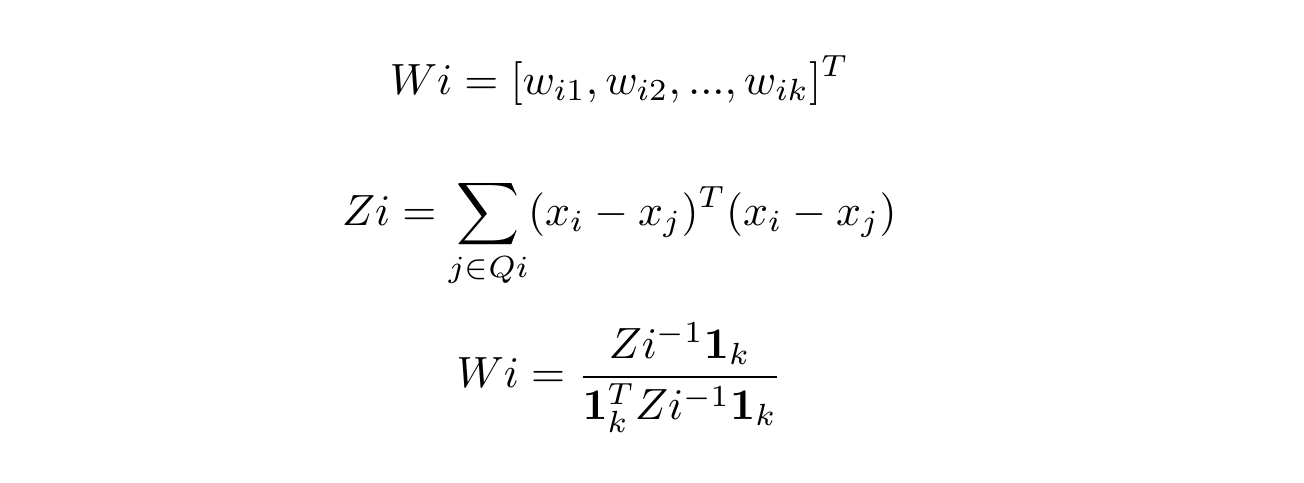 $Wi = [w_{i1}, w_{i2}, ..., w_{ik}]^T$
$Zi = \sum_{j \in Qi} (x_i - x_j)^T (x_i - x_j)$
$Wi = \frac{Zi^{-1} \mathbf{1}_k}{\mathbf{1}_k^T Zi^{-1} \mathbf{1}_k}$